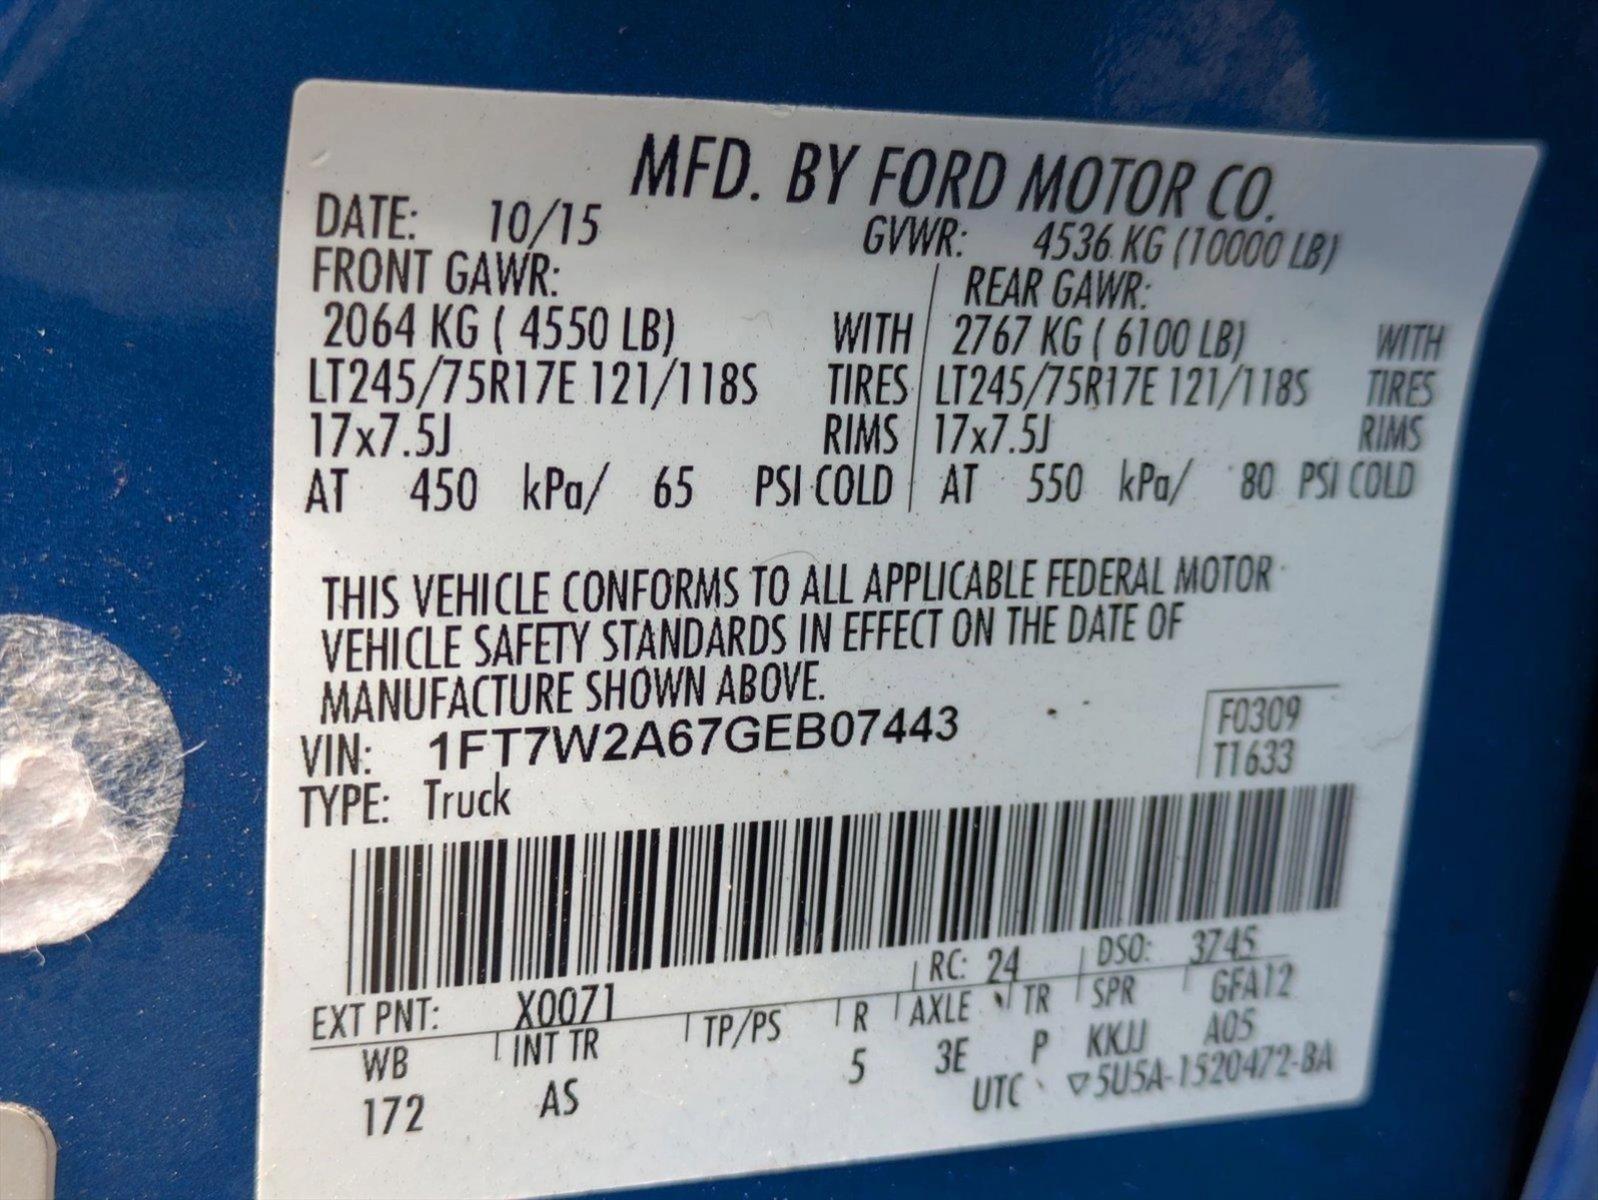 MFD. BY FORD MOTOR CO.
DATE: 10/15 GVWR: 4536 KG (10000 LB)
FRONT GAWR: REAR GAWR:
2064 KG ( 4550 LB) WITH 2767 KG ( 6100 LB) WITH
LT245/75R17E 121/118S TIRES LT245/75R17E 121/118S TIRES
17x7.5J RIMS 17x7.5J RIMS
AT 450 kPa/ 65 PSI COLD AT 550 kPa/ 80 PSI COLD
THIS VEHICLE CONFORMS TO ALL APPLICABLE FEDERAL MOTOR
VEHICLE SAFETY STANDARDS IN EFFECT ON THE DATE OF
MANUFACTURE SHOWN ABOVE.
VIN: 1FT7W2A67GEB07443 F0309
TYPE: Truck T1633
EXT PNT: X0071 RC: 24 DSO: 3745
WB INT TR TP/PS R AXLE TR SPR GFA12
172 AS 5 3E P KKJJ A05
UTC ▽5U5A-1520472-BA